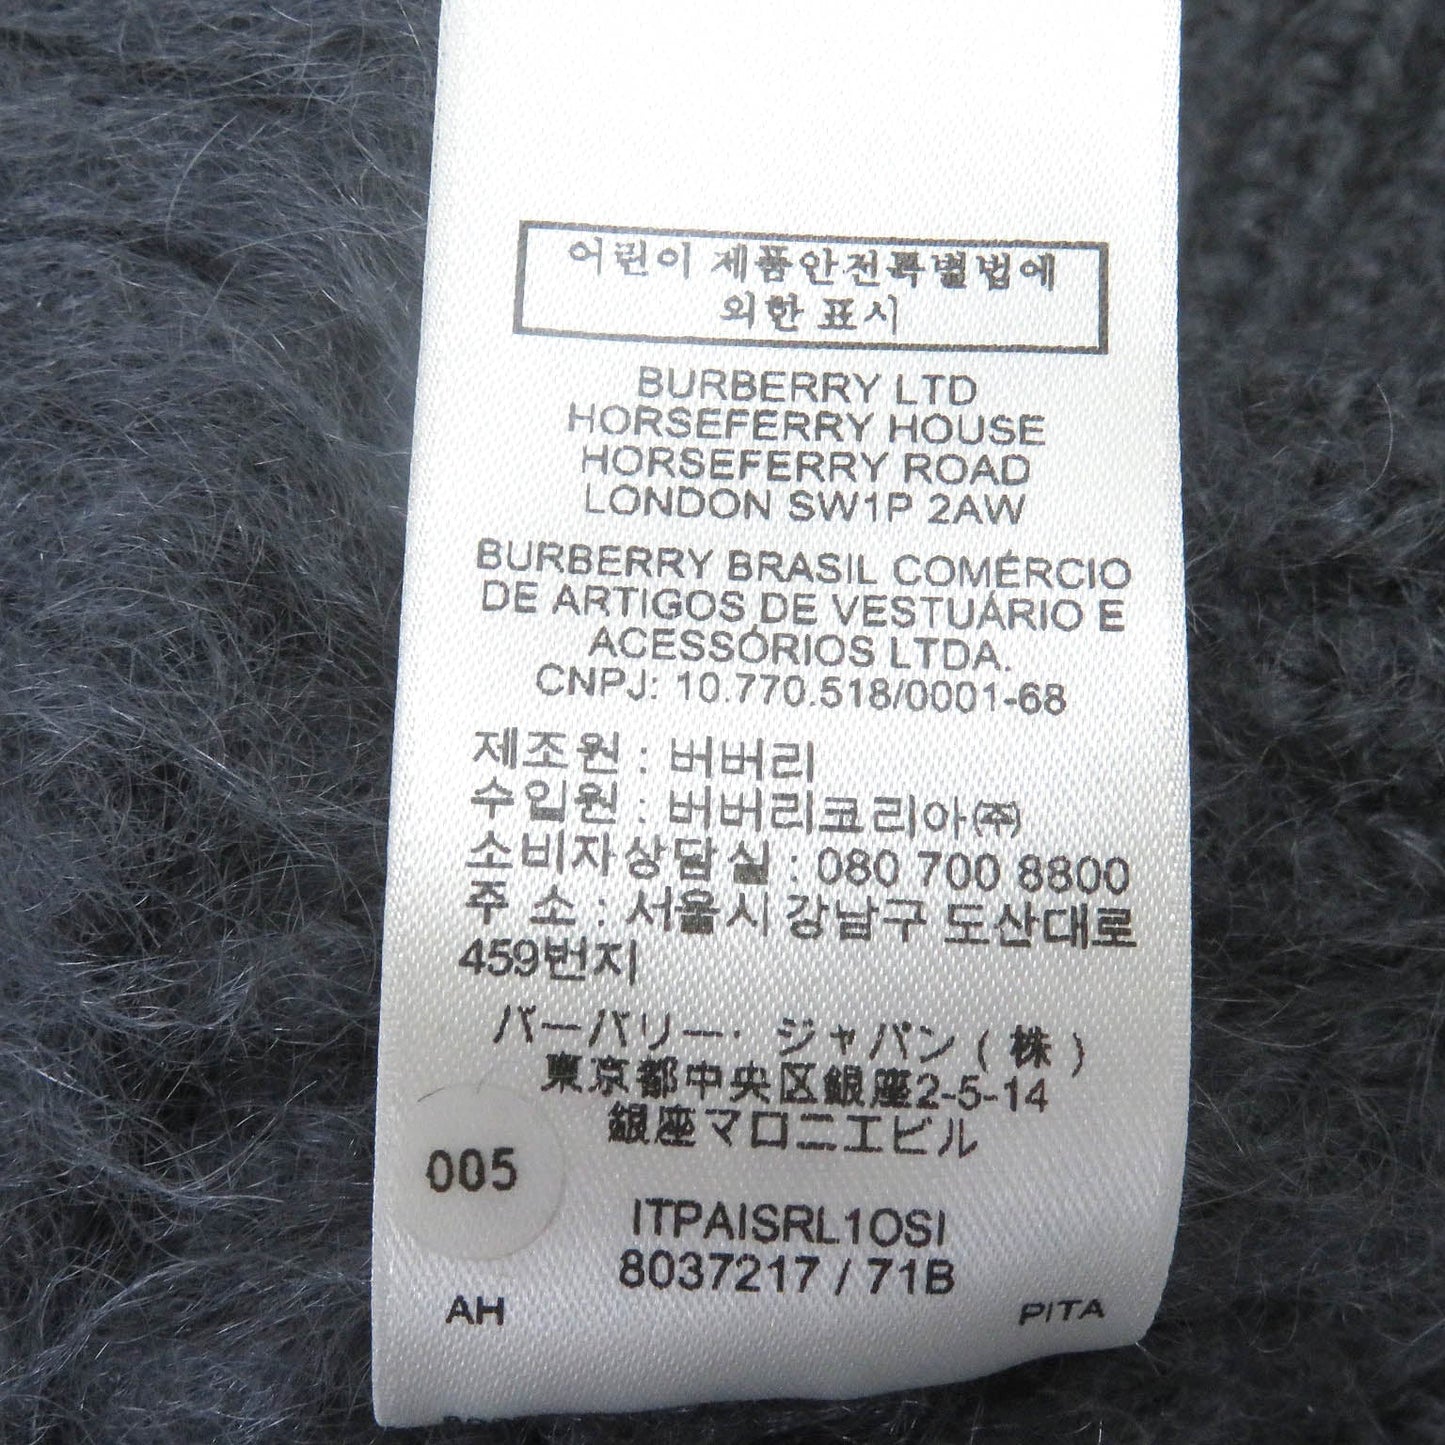 어린이 제품안전특별법에
의한 표시
BURBERRY LTD
HORSEFERRY HOUSE
HORSEFERRY ROAD
LONDON SW1P 2AW
BURBERRY BRASIL COMÉRCIO
DE ARTIGOS DE VESTUÁRIO E
ACESSÓRIOS LTDA.
CNPJ: 10.770.518/0001-68
제조원 : 버버리
수입원 : 버버리코리아(주)
소비자상담실 : 080 700 8800
주 소 : 서울시 강남구 도산대로
459번지
バーバリー・ジャパン(株)
東京都中央区銀座2-5-14
銀座マロニエビル
005
ITPAISRL1OSI
8037217 / 71B
AH PITA